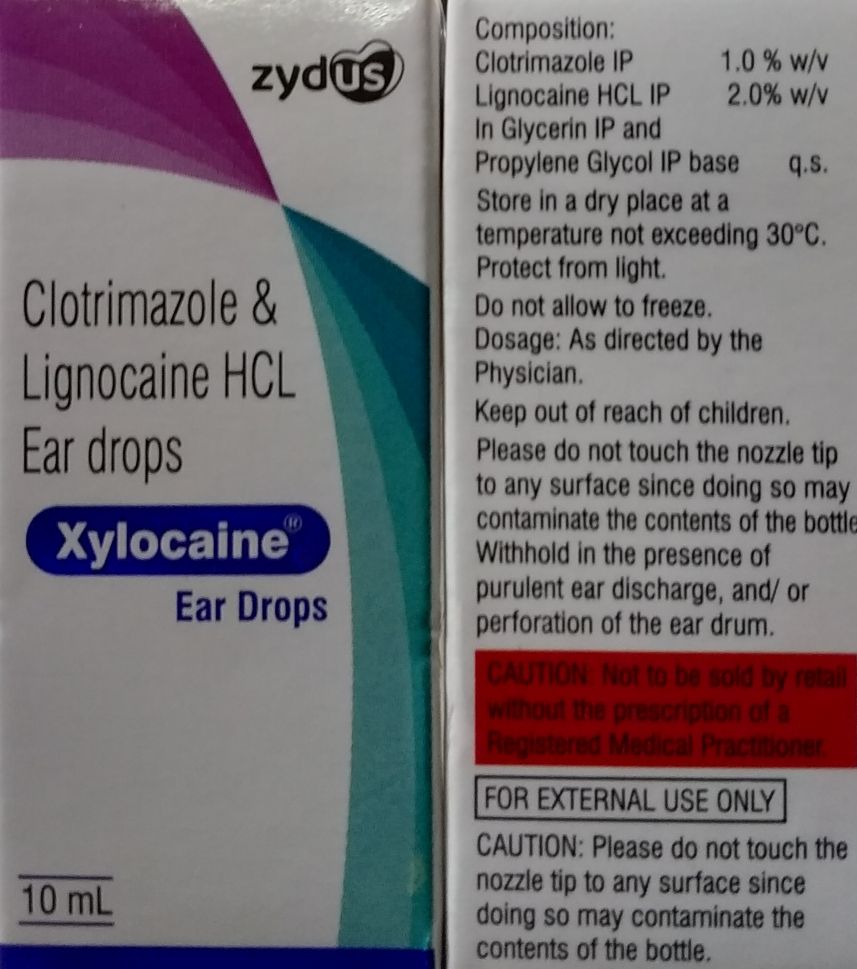 zydus
Clotrimazole &
Lignocaine HCL
Ear drops
Xylocaine®
Ear Drops
10 mL
Composition:
Clotrimazole IP 1.0 % w/v
Lignocaine HCL IP 2.0% w/v
In Glycerin IP and
Propylene Glycol IP base q.s.
Store in a dry place at a
temperature not exceeding 30°C.
Protect from light.
Do not allow to freeze.
Dosage: As directed by the
Physician.
Keep out of reach of children.
Please do not touch the nozzle tip
to any surface since doing so may
contaminate the contents of the bottle
Withhold in the presence of
purulent ear discharge, and/ or
perforation of the ear drum.
CAUTION: Not to be sold by retail
without the prescription of a
Registered Medical Practitioner.
FOR EXTERNAL USE ONLY
CAUTION: Please do not touch the
nozzle tip to any surface since
doing so may contaminate the
contents of the bottle.